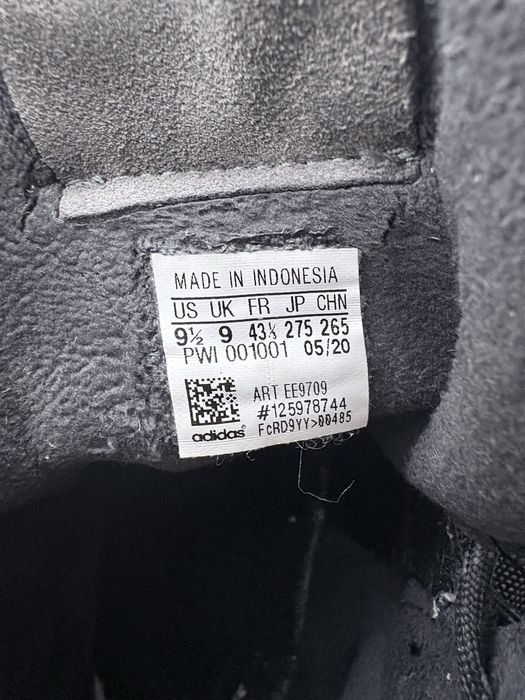 MADE IN INDONESIA
US UK FR JP CHN
9½ 9 43⅓ 275 265
PWI 001001 05/20
ART EE9709
#125978744
adidas FcRD9YY>00485